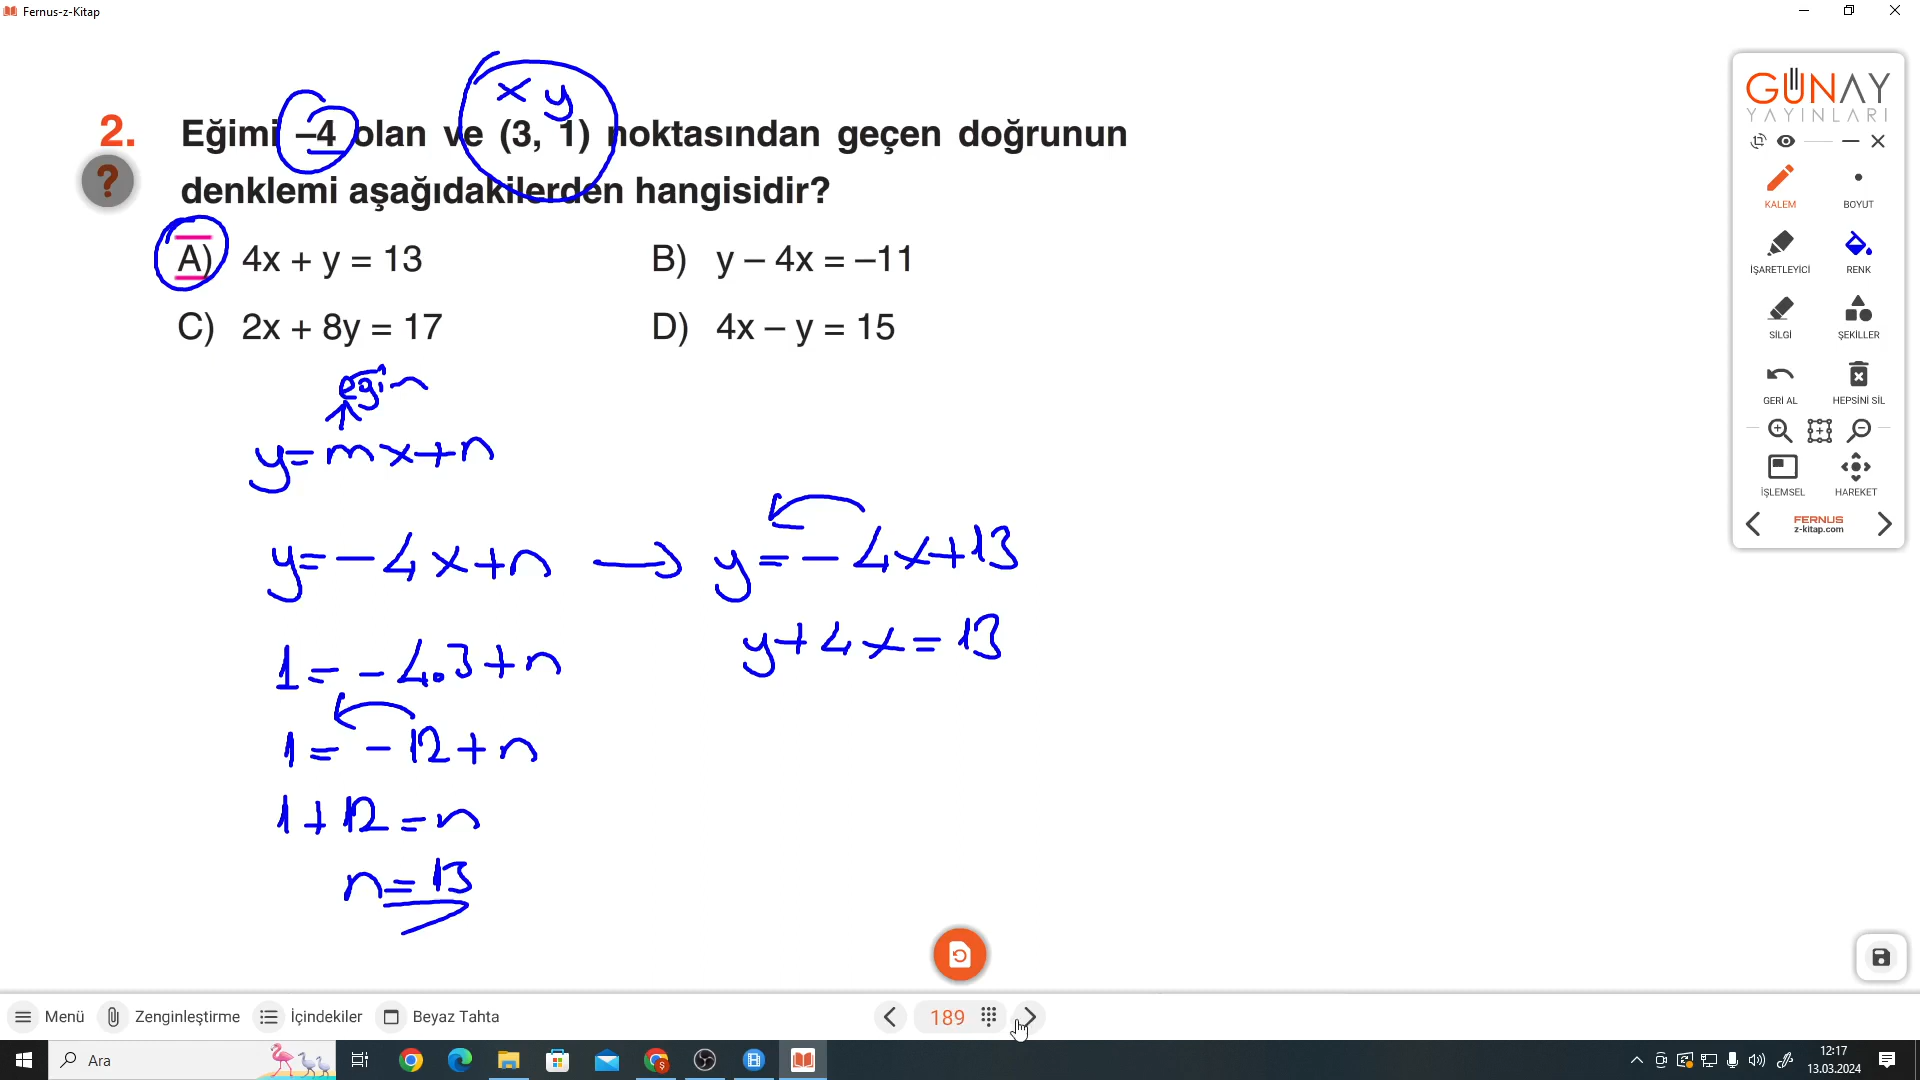 Fernus-z-Kitap
x y
2. Eğimi –4 olan ve (3, 1) noktasından geçen doğrunun
denklemi aşağıdakilerden hangisidir?
?
A) 4x + y = 13
B) y – 4x = –11
C) 2x + 8y = 17
D) 4x – y = 15
eğim
y=mx+n
y=-4x+n → y=-4x+13
y+4x=13
1=-4.3+n
1=-12+n
1+12=n
n=13
GÜNAY
YAYINLARI
KALEM
BOYUT
İŞARETLEYİCİ
RENK
SİLGİ
ŞEKİLLER
GERİ AL
HEPSİNİ SİL
İŞLEMSEL
HAREKET
FERNUS
z-kitap.com
Menü
Zenginleştirme
İçindekiler
Beyaz Tahta
189
Ara
12:17
13.03.2024